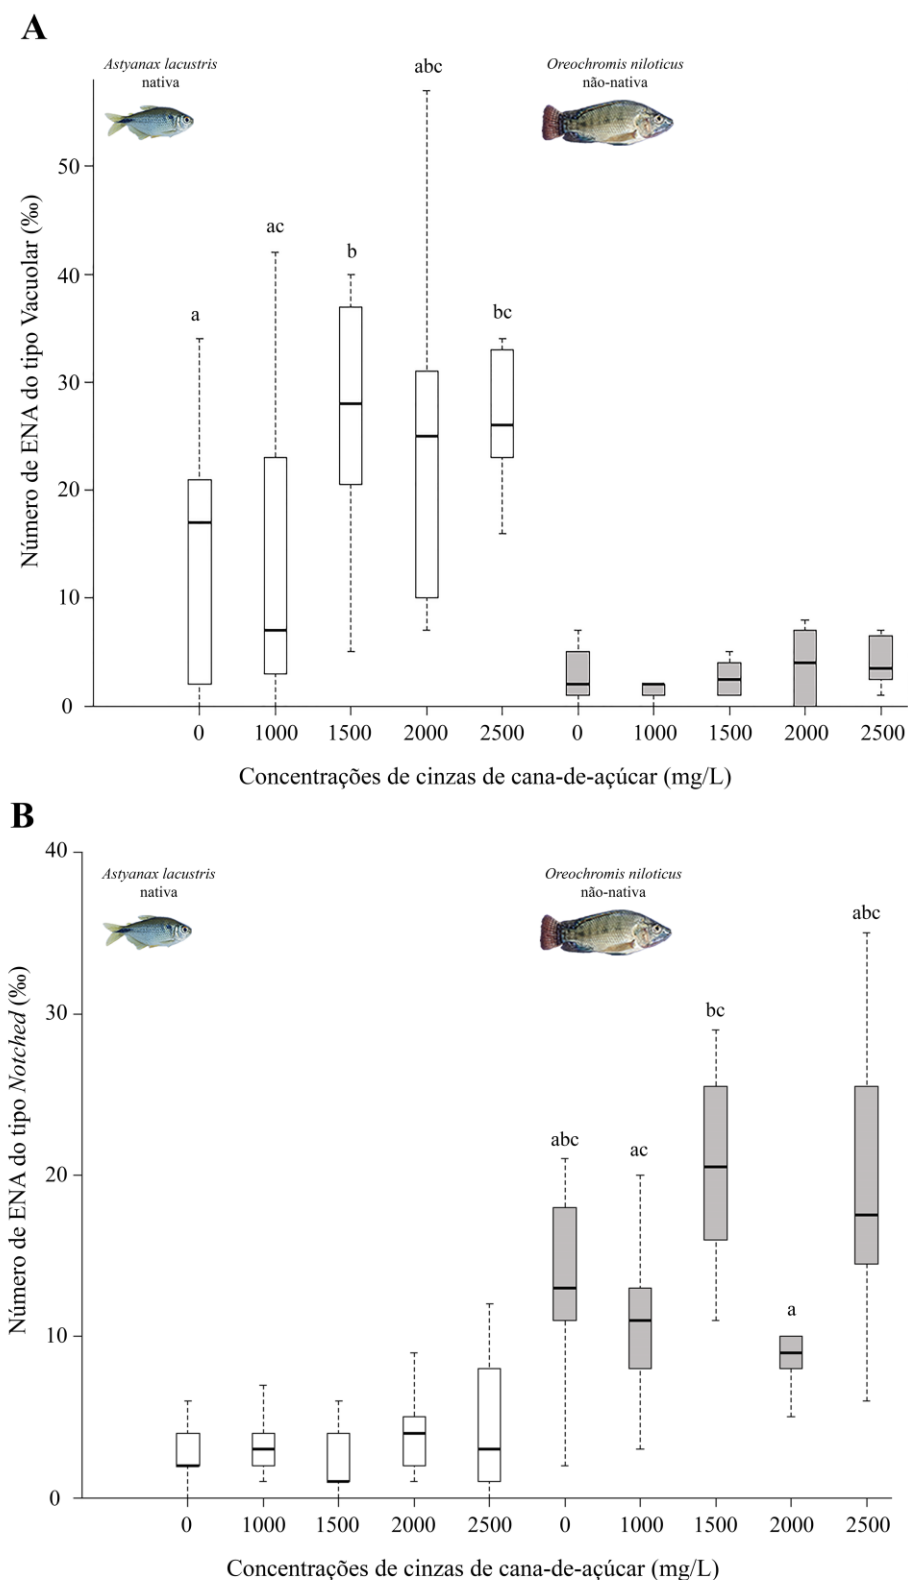 A
Astyanax lacustris
nativa
Oreochromis niloticus
não-nativa
abc
ac
b
a
bc
Número de ENA do tipo Vacuolar (‰)
50
40
30
20
10
0
0 1000 1500 2000 2500 0 1000 1500 2000 2500
Concentrações de cinzas de cana-de-açúcar (mg/L)
B
Astyanax lacustris
nativa
Oreochromis niloticus
não-nativa
abc
bc
abc
ac
a
Número de ENA do tipo Notched (‰)
40
30
20
10
0
0 1000 1500 2000 2500 0 1000 1500 2000 2500
Concentrações de cinzas de cana-de-açúcar (mg/L)